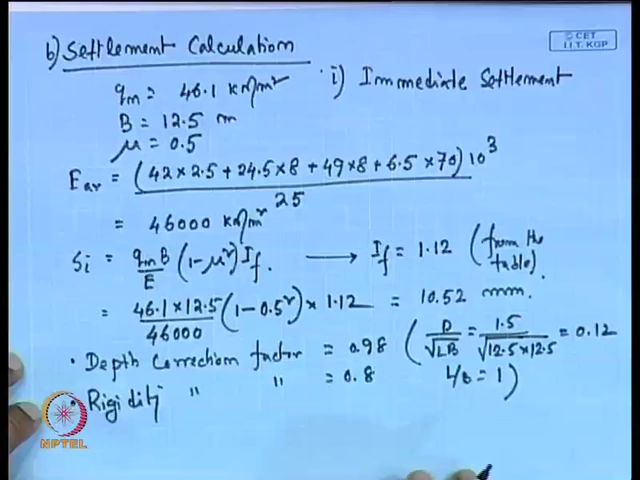 © CET
I.I.T. KGP
b) Settlement Calculation
qm = 46.1 kN/m² i) Immediate Settlement
B = 12.5 m
μ = 0.5
Ear = (42 × 2.5 + 24.5 × 8 + 49 × 8 + 6.5 × 70) 10³
25
= 46000 kN/m²
Si = qm B / E (1 - μ²) If. → If = 1.12 (from the table).
= 46.1 × 12.5 / 46000 (1 - 0.5²) × 1.12 = 10.52 mm.
• Depth Correction factor = 0.98 ( D / √LB = 1.5 / √12.5 × 12.5 = 0.12
• Rigidity " " = 0.8 L/B = 1 )
NPTEL